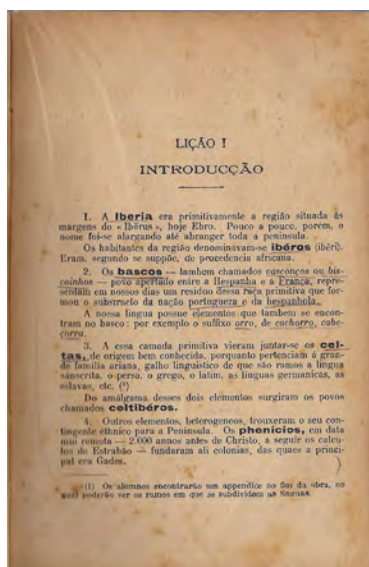 LIÇÃO I
INTRODUCÇÃO
1. A Iberia era primitivamente a região situada ás
margens do « Ibērus », hoje Ebro. Pouco a pouco, porem, o
nome foi-se alargando até abranger toda a peninsula.
Os habitantes da região denominavam-se ibéros (ibēri).
Eram, segundo se suppõe, de procedencia africana.
2. Os bascos — tambem chamados vasconços ou bis-
coinhos — povo apertado entre a Hespanha e a França, repre-
sentam em nossos dias um residuo dessa raça primitiva que for-
mou o substractum da nação portugueza e da hespanhola.
A nossa lingua possue elementos que tambem se encon-
tram no basco: por exemplo o suffixo orro, de cachorro, cabe-
çorra.
3. A essa camada primitiva vieram juntar-se os cel-
tas, de origem bem conhecida, porquanto pertenciam á gran-
de familia ariana, galho linguistico de que são ramos a lingua
sanscrita, o perso, o grego, o latim, as linguas germanicas, as
eslavas, etc. (¹)
Do amálgama desses dois elementos surgiram os povos
chamados celtibéros.
4. Outros elementos, heterogeneos, trouxeram o seu con-
tingente éthnico para a Peninsula. Os phenicios, em data
mui remota — 2.000 annos antes de Christo, a seguir os calcu-
los de Estrabão — fundaram ali colonias, das quaes a princi-
pal era Gades.
(1) Os alumnos encontrarão um appendice no fim da obra, no
qual poderão ver os ramos em que se subdividem as linguas.